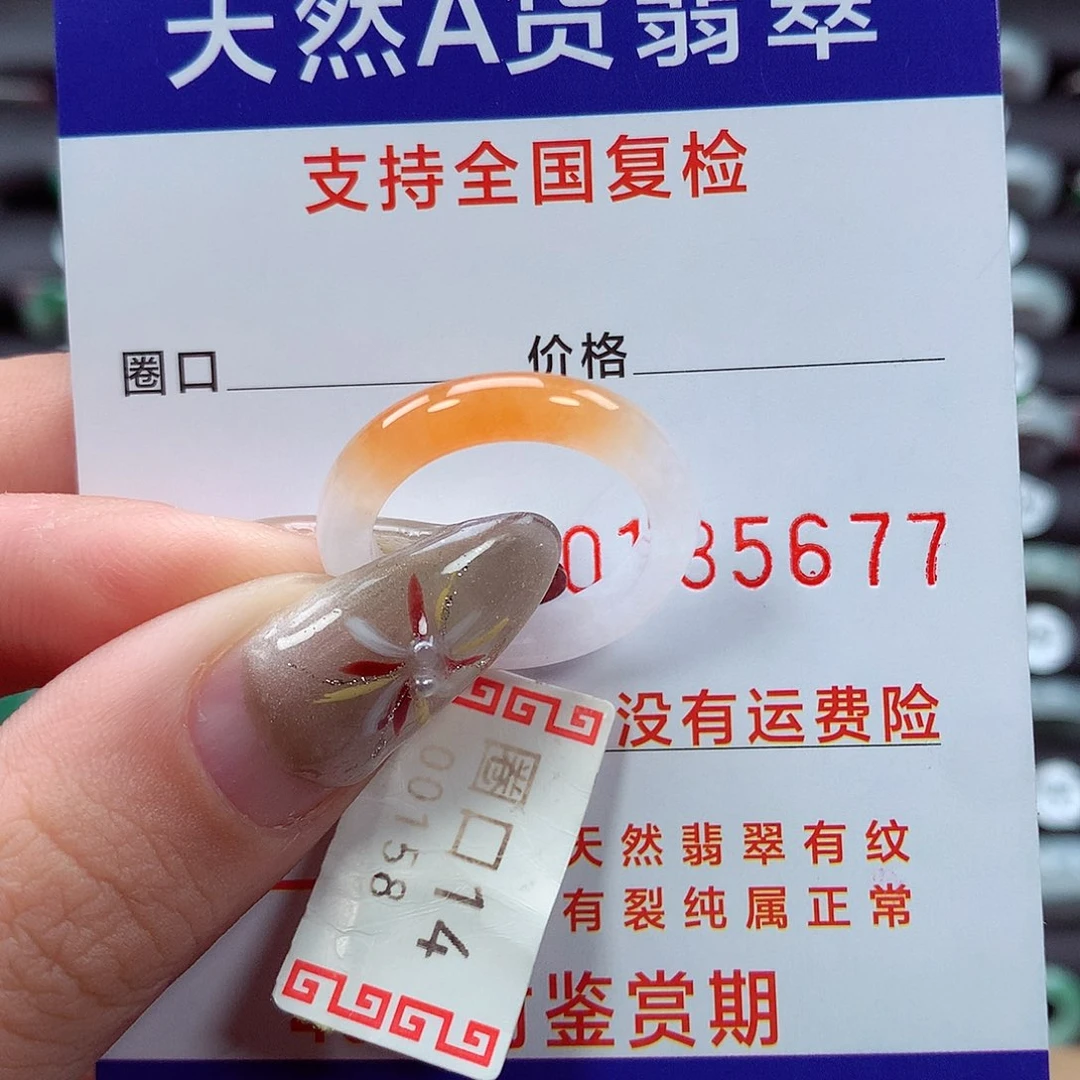 天然A货翡翠
支持全国复检
圈口 价格
35677
没有运费险
天然翡翠有纹
有裂纯属正常
鉴赏期
圈口14
00158